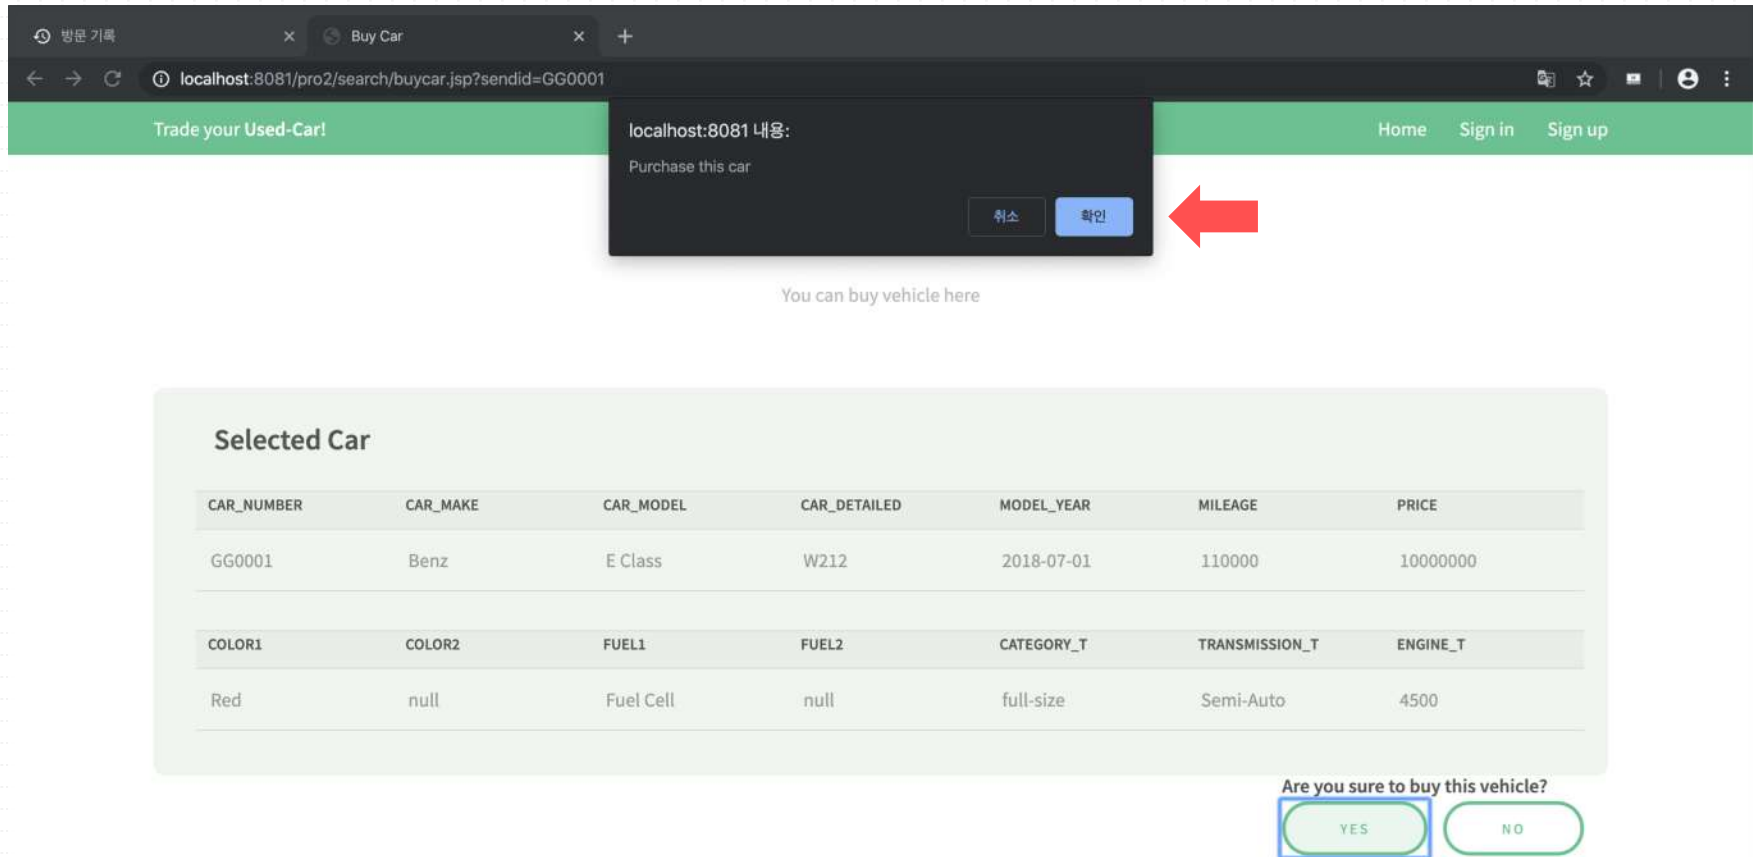 방문 기록
Buy Car
localhost:8081/pro2/search/buycar.jsp?sendid=GG0001
Trade your Used-Car!
Home Sign in Sign up
localhost:8081 내용:
Purchase this car
취소 확인
You can buy vehicle here
Selected Car
CAR_NUMBER CAR_MAKE CAR_MODEL CAR_DETAILED MODEL_YEAR MILEAGE PRICE
GG0001 Benz E Class W212 2018-07-01 110000 10000000
COLOR1 COLOR2 FUEL1 FUEL2 CATEGORY_T TRANSMISSION_T ENGINE_T
Red null Fuel Cell null full-size Semi-Auto 4500
Are you sure to buy this vehicle?
YES NO